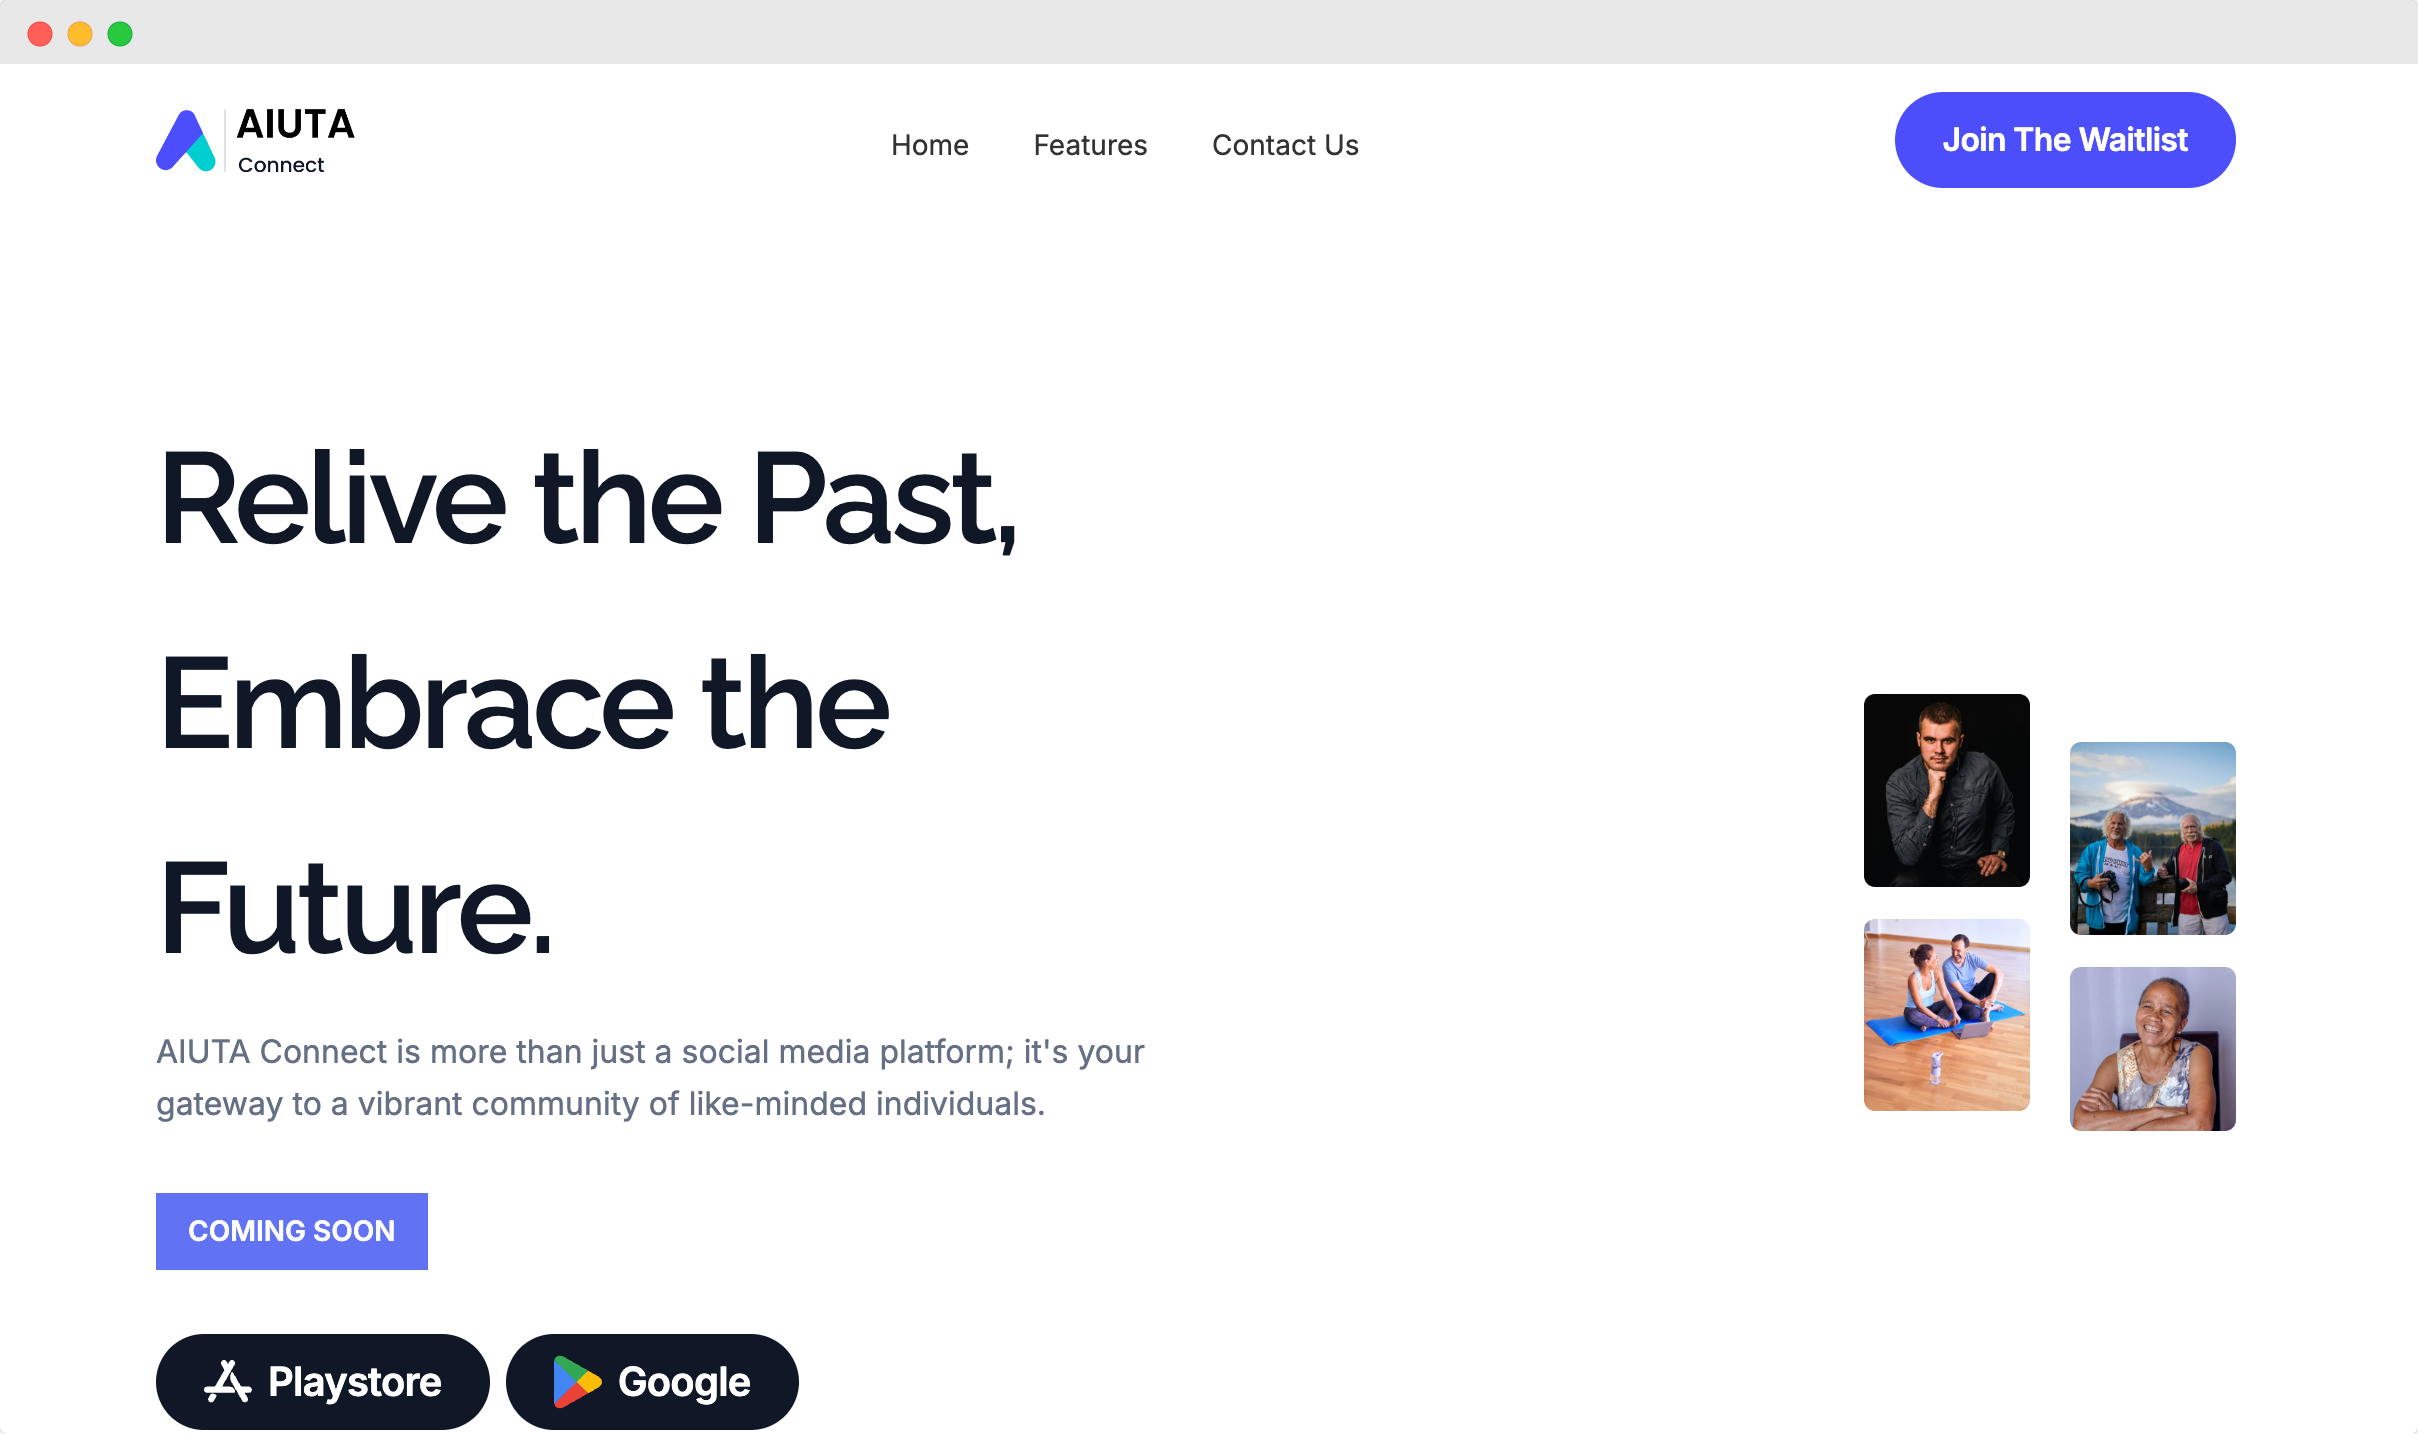 AIUTA
Connect
Home
Features
Contact Us
Join The Waitlist
Relive the Past,
Embrace the
Future.
AIUTA Connect is more than just a social media platform; it's your
gateway to a vibrant community of like-minded individuals.
COMING SOON
Playstore
Google